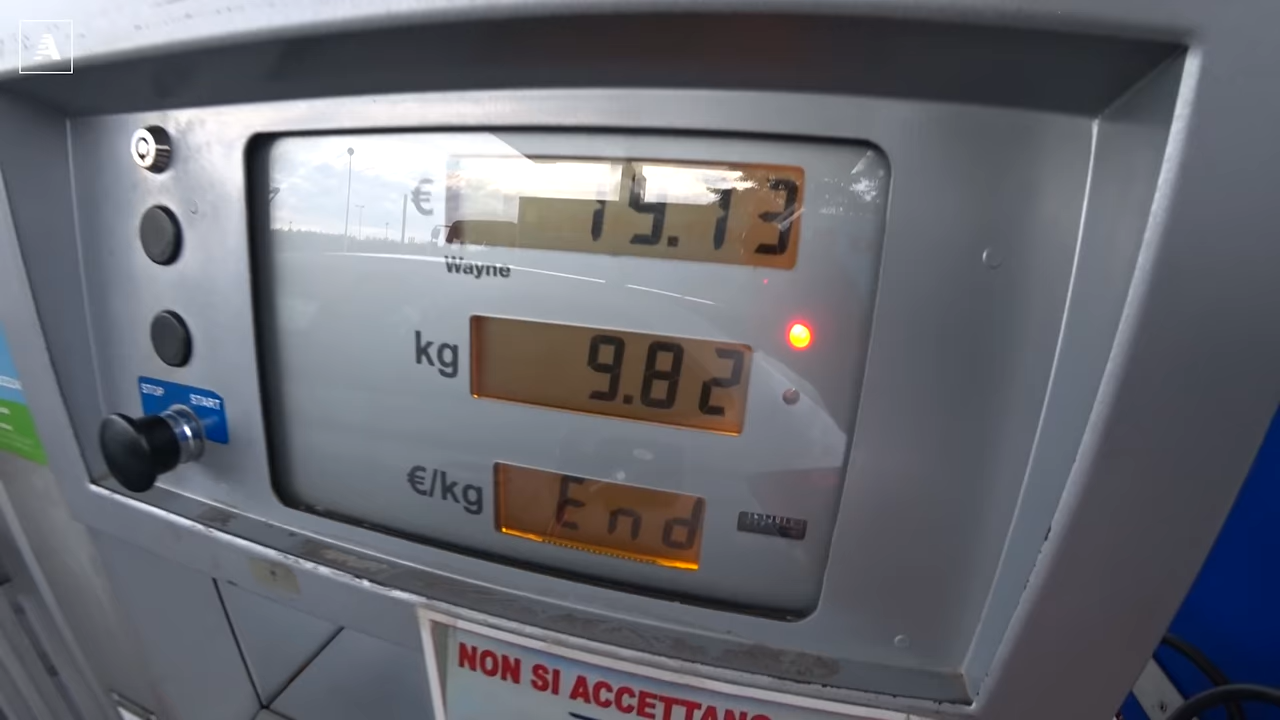 A
€ 15.13
Wayne
kg 9.82
STOP START
€/kg End
NON SI ACCETTANO